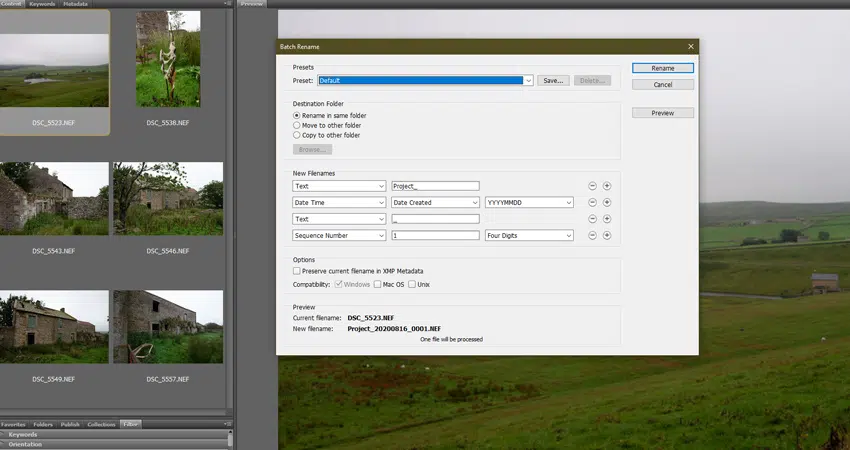 Content Keywords Metadata
Preview
DSC_5523.NEF
DSC_5538.NEF
DSC_5543.NEF
DSC_5546.NEF
DSC_5549.NEF
DSC_5557.NEF
Favorites Folders Publish Collections Filter
Keywords
Orientation
Batch Rename
Presets
Preset: Default Save... Delete...
Rename
Cancel
Preview
Destination Folder
Rename in same folder
Move to other folder
Copy to other folder
Browse...
New Filenames
Text Project_
Date Time Date Created YYYYMMDD
Text _
Sequence Number 1 Four Digits
Options
Preserve current filename in XMP Metadata
Compatibility: Windows Mac OS Unix
Preview
Current filename: DSC_5523.NEF
New filename: Project_20200816_0001.NEF
One file will be processed